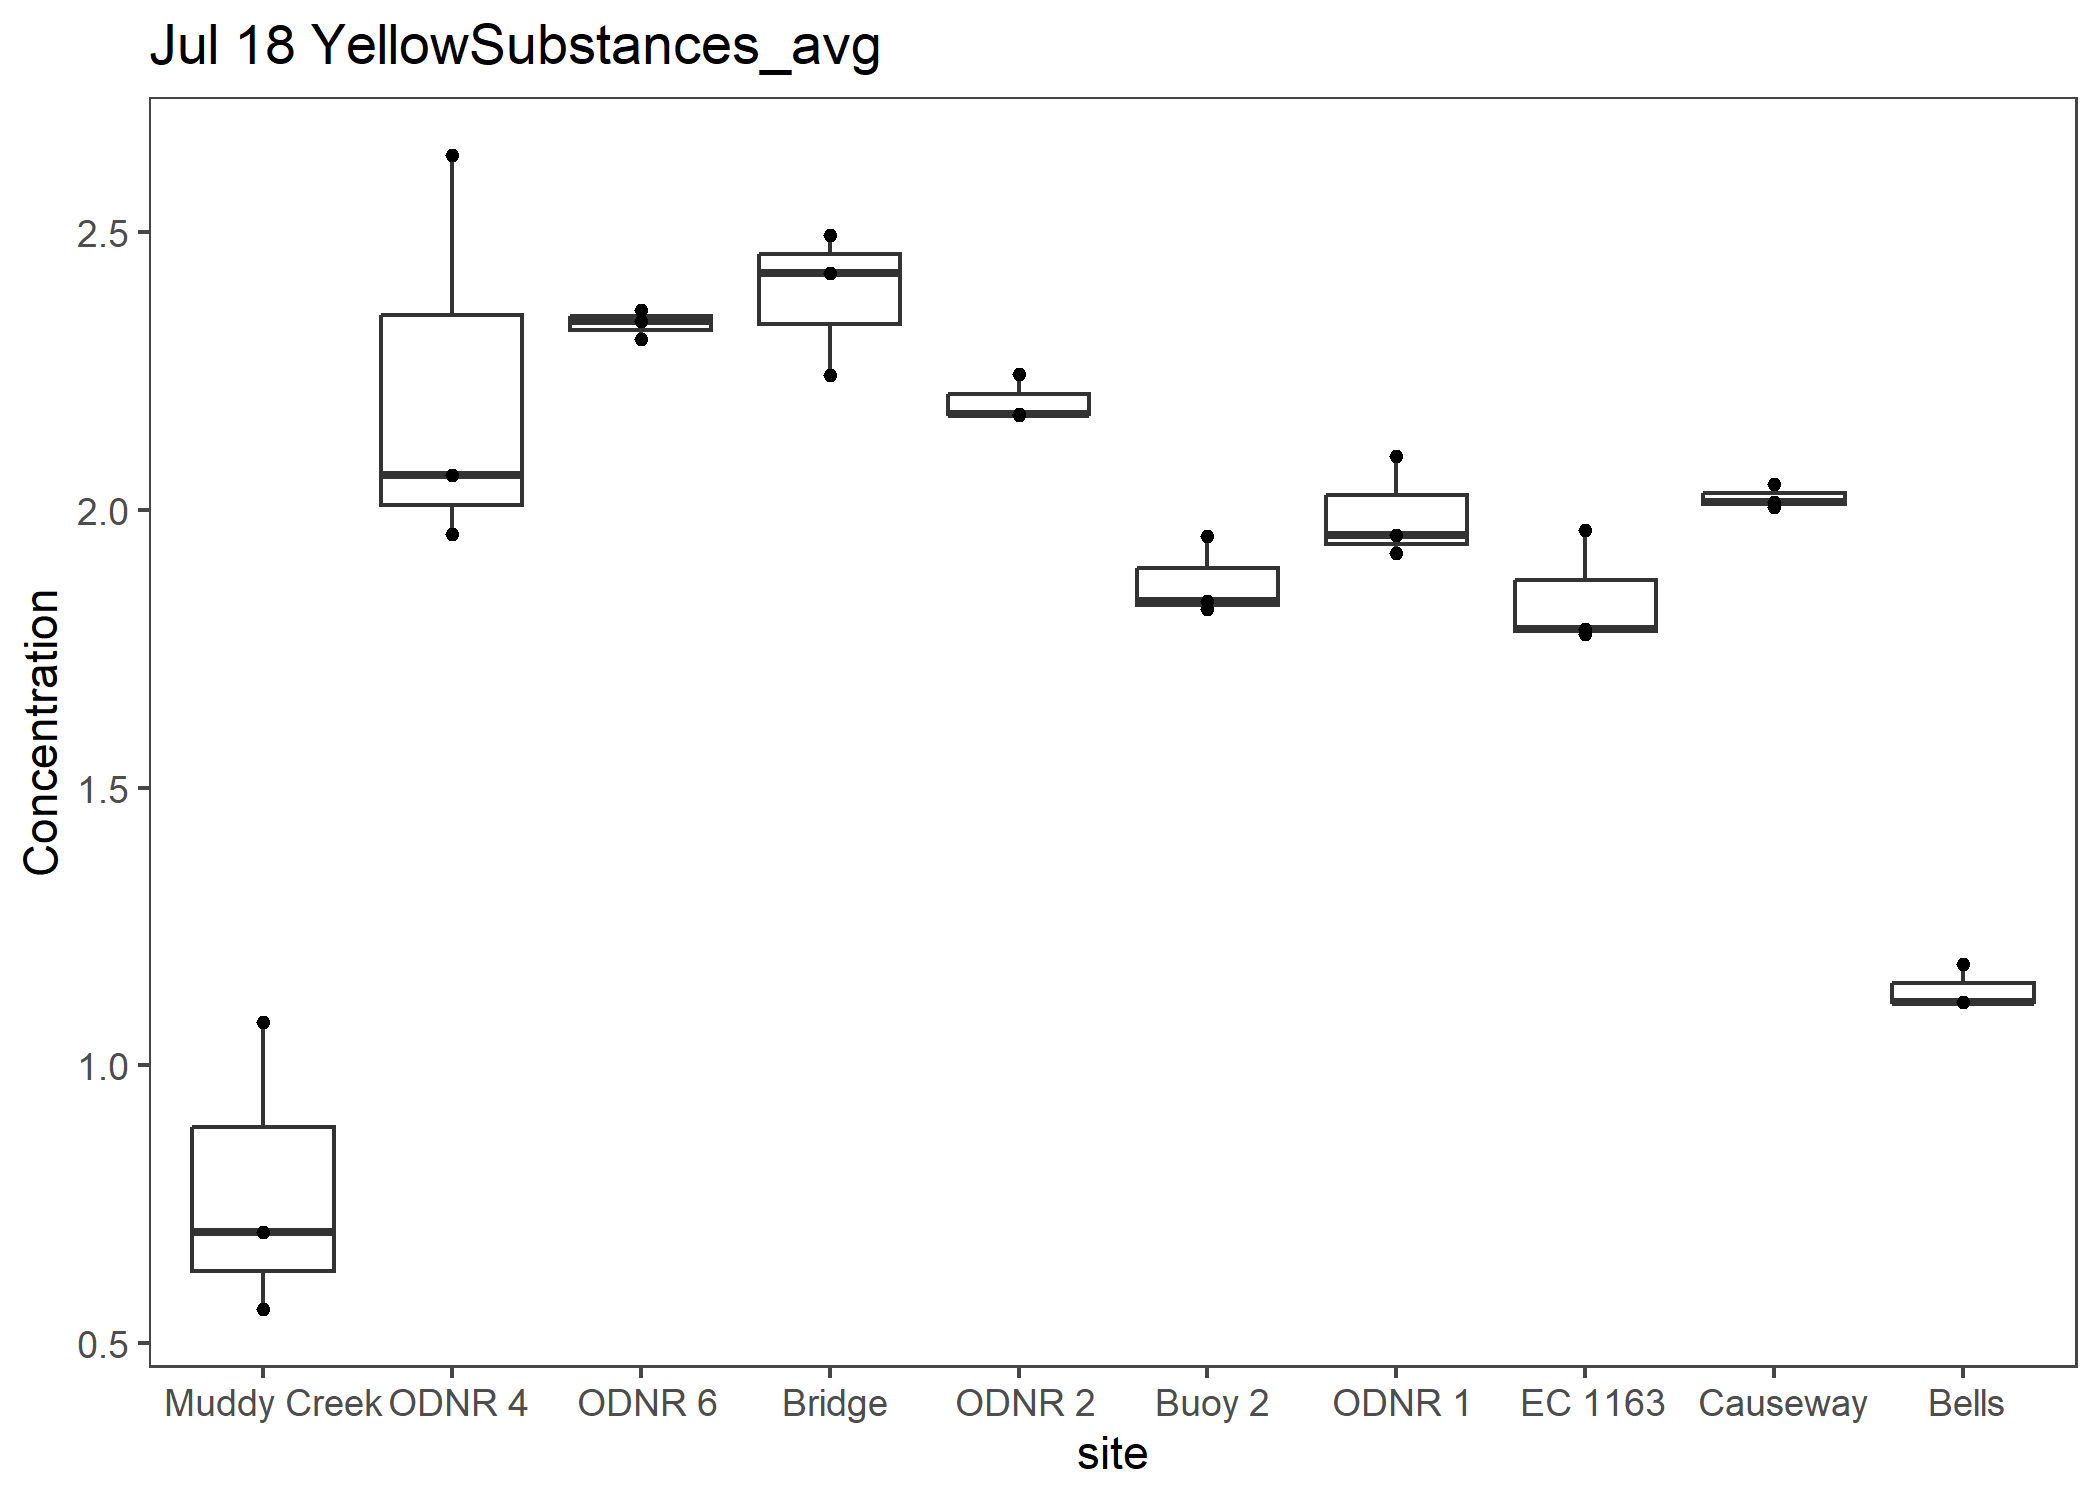 Jul 18 YellowSubstances_avg
Concentration
2.5
2.0
1.5
1.0
0.5
Muddy Creek ODNR 4 ODNR 6 Bridge ODNR 2 Buoy 2 ODNR 1 EC 1163 Causeway Bells
site